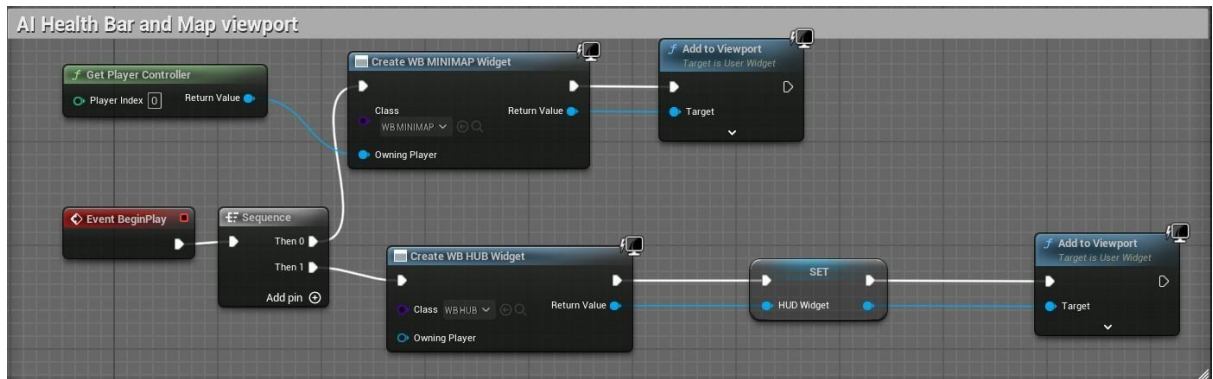 AI Health Bar and Map viewport
Get Player Controller
Player Index 0 Return Value
Create WB MINIMAP Widget
Class Return Value
WB MINIMAP
Owning Player
Add to Viewport
Target is User Widget
Target
Event BeginPlay
Sequence
Then 0
Then 1
Add pin
Create WB HUB Widget
Class WB HUB Return Value
Owning Player
SET
HUD Widget
Add to Viewport
Target is User Widget
Target